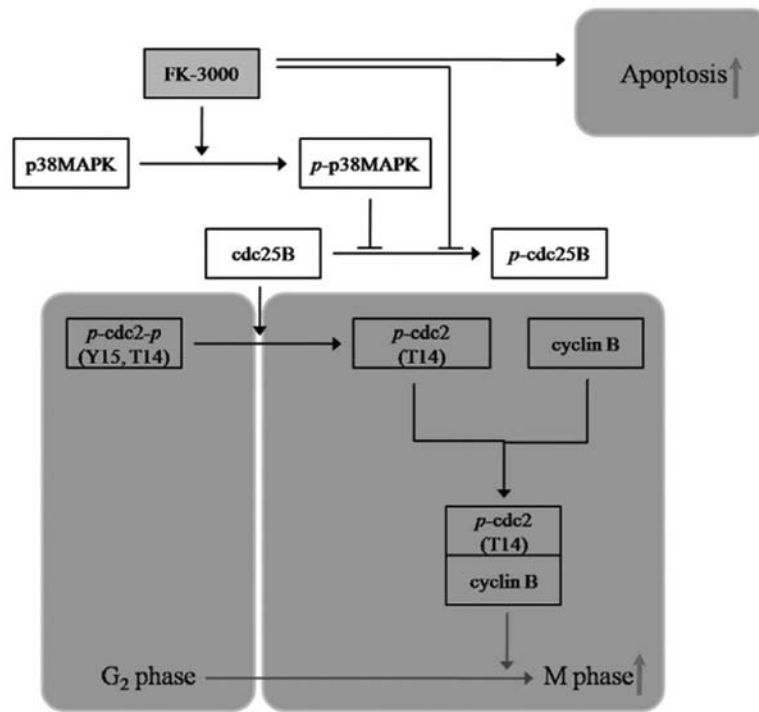 FK-3000
Apoptosis
p38MAPK
p-p38MAPK
cdc25B
p-cdc25B
p-cdc2-p
(Y15, T14)
p-cdc2
(T14)
cyclin B
p-cdc2
(T14)
cyclin B
G₂ phase
M phase